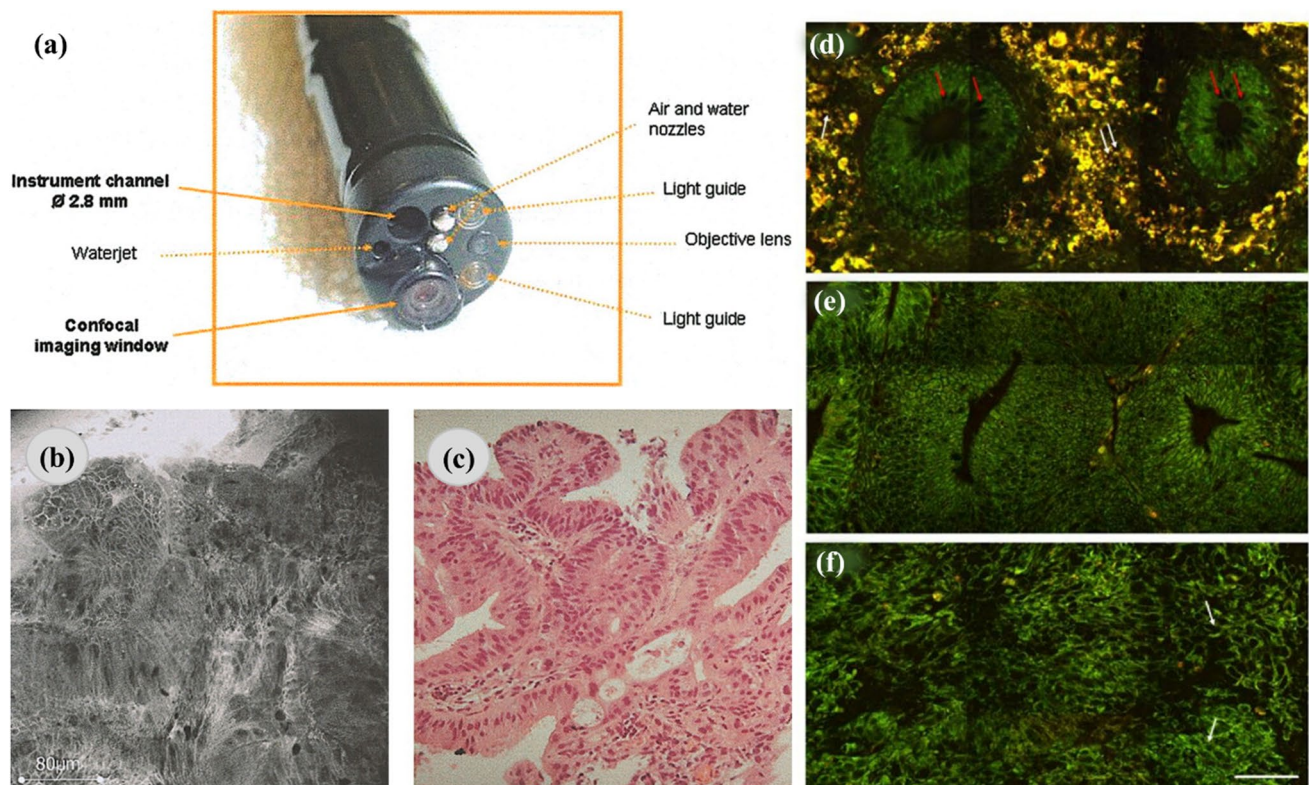 (a)
Instrument channel
Ø 2.8 mm
Waterjet
Confocal
imaging window
Air and water
nozzles
Light guide
Objective lens
Light guide
(b)
80μm
(c)
(d)
(e)
(f)